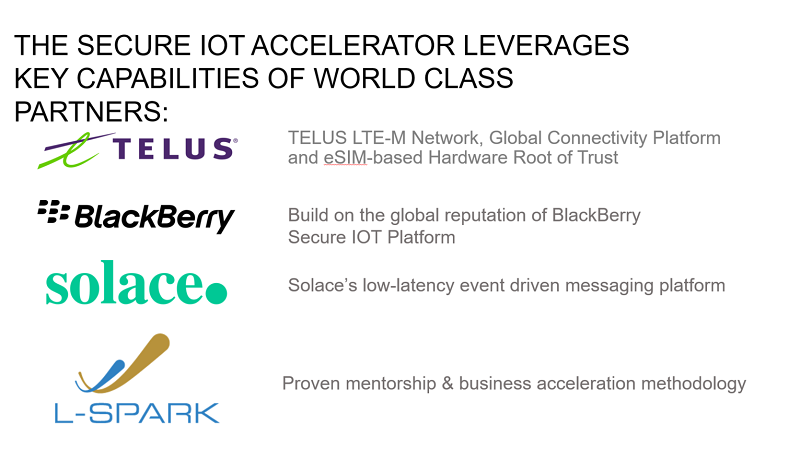 THE SECURE IOT ACCELERATOR LEVERAGES
KEY CAPABILITIES OF WORLD CLASS
PARTNERS:
TELUS®
TELUS LTE-M Network, Global Connectivity Platform
and eSIM-based Hardware Root of Trust
BlackBerry
Build on the global reputation of BlackBerry
Secure IOT Platform
solace.
Solace’s low-latency event driven messaging platform
L-SPARK
Proven mentorship & business acceleration methodology